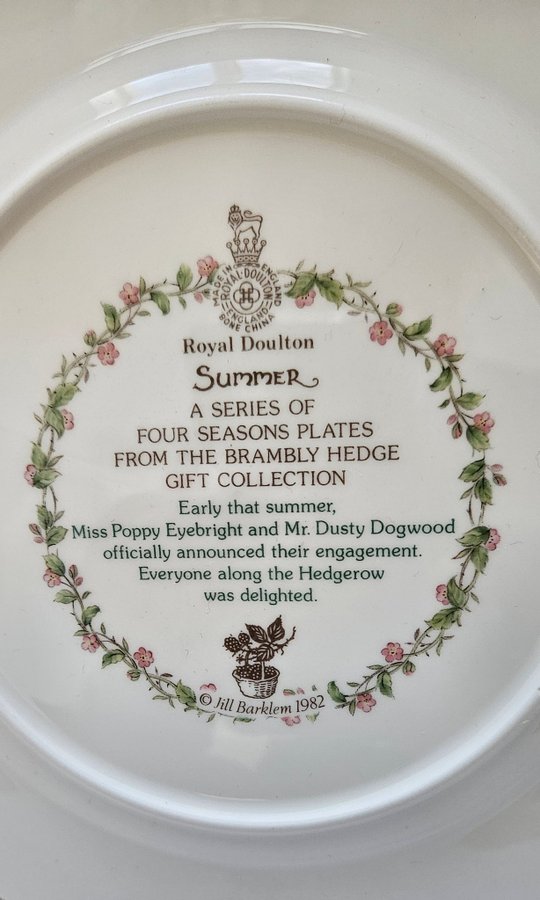 MADE IN ENGLAND
ROYAL·DOULTON
ENGLAND
BONE CHINA
Royal Doulton
SUMMER
A SERIES OF
FOUR SEASONS PLATES
FROM THE BRAMBLY HEDGE
GIFT COLLECTION
Early that summer,
Miss Poppy Eyebright and Mr. Dusty Dogwood
officially announced their engagement.
Everyone along the Hedgerow
was delighted.
© Jill Barklem 1982